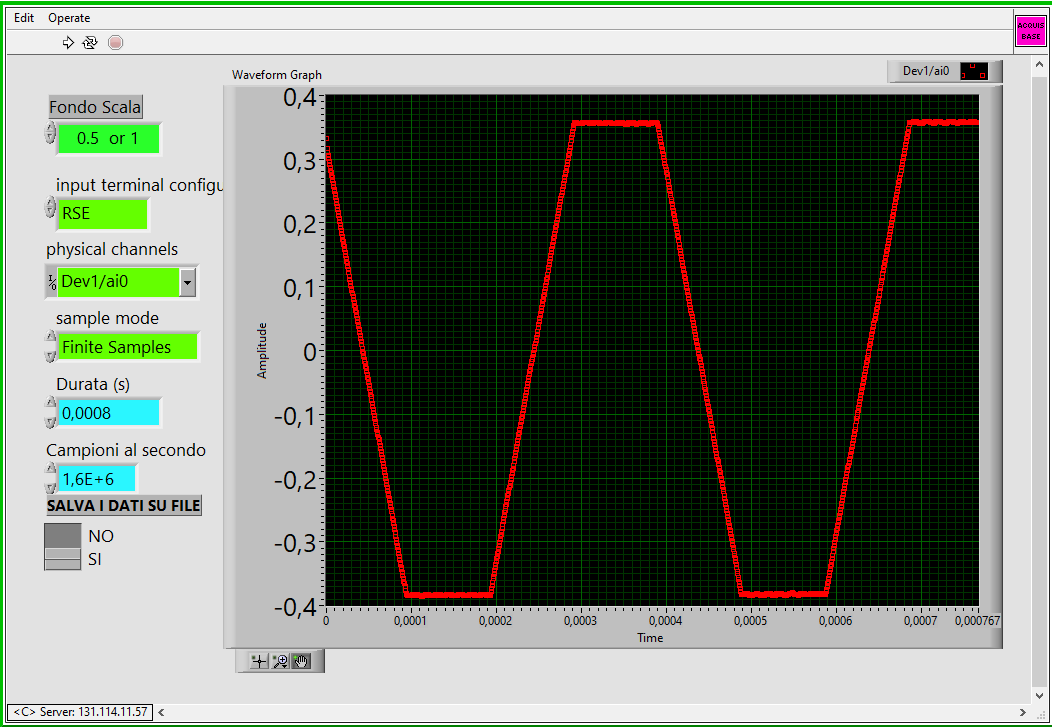 Edit Operate
ACQUIS
BASE
Waveform Graph
Dev1/ai0
Fondo Scala
0.5 or 1
input terminal configu
RSE
physical channels
I/O
Dev1/ai0
sample mode
Finite Samples
Durata (s)
0,0008
Campioni al secondo
1,6E+6
SALVA I DATI SU FILE
NO
SI
Amplitude
0,4
0,3
0,2
0,1
0
-0,1
-0,2
-0,3
-0,4
0 0,0001 0,0002 0,0003 0,0004 0,0005 0,0006 0,0007 0,000767
Time
<C> Server: 131.114.11.57